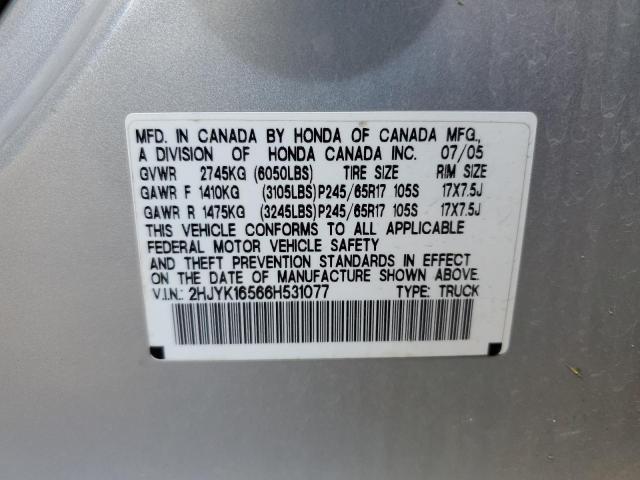 MFD. IN CANADA BY HONDA OF CANADA MFG.,
A DIVISION OF HONDA CANADA INC. 07/05
GVWR 2745KG (6050LBS) TIRE SIZE RIM SIZE
GAWR F 1410KG (3105LBS)P245/65R17 105S 17X7.5J
GAWR R 1475KG (3245LBS)P245/65R17 105S 17X7.5J
THIS VEHICLE CONFORMS TO ALL APPLICABLE
FEDERAL MOTOR VEHICLE SAFETY
AND THEFT PREVENTION STANDARDS IN EFFECT
ON THE DATE OF MANUFACTURE SHOWN ABOVE.
V.I.N.: 2HJYK16566H531077 TYPE: TRUCK